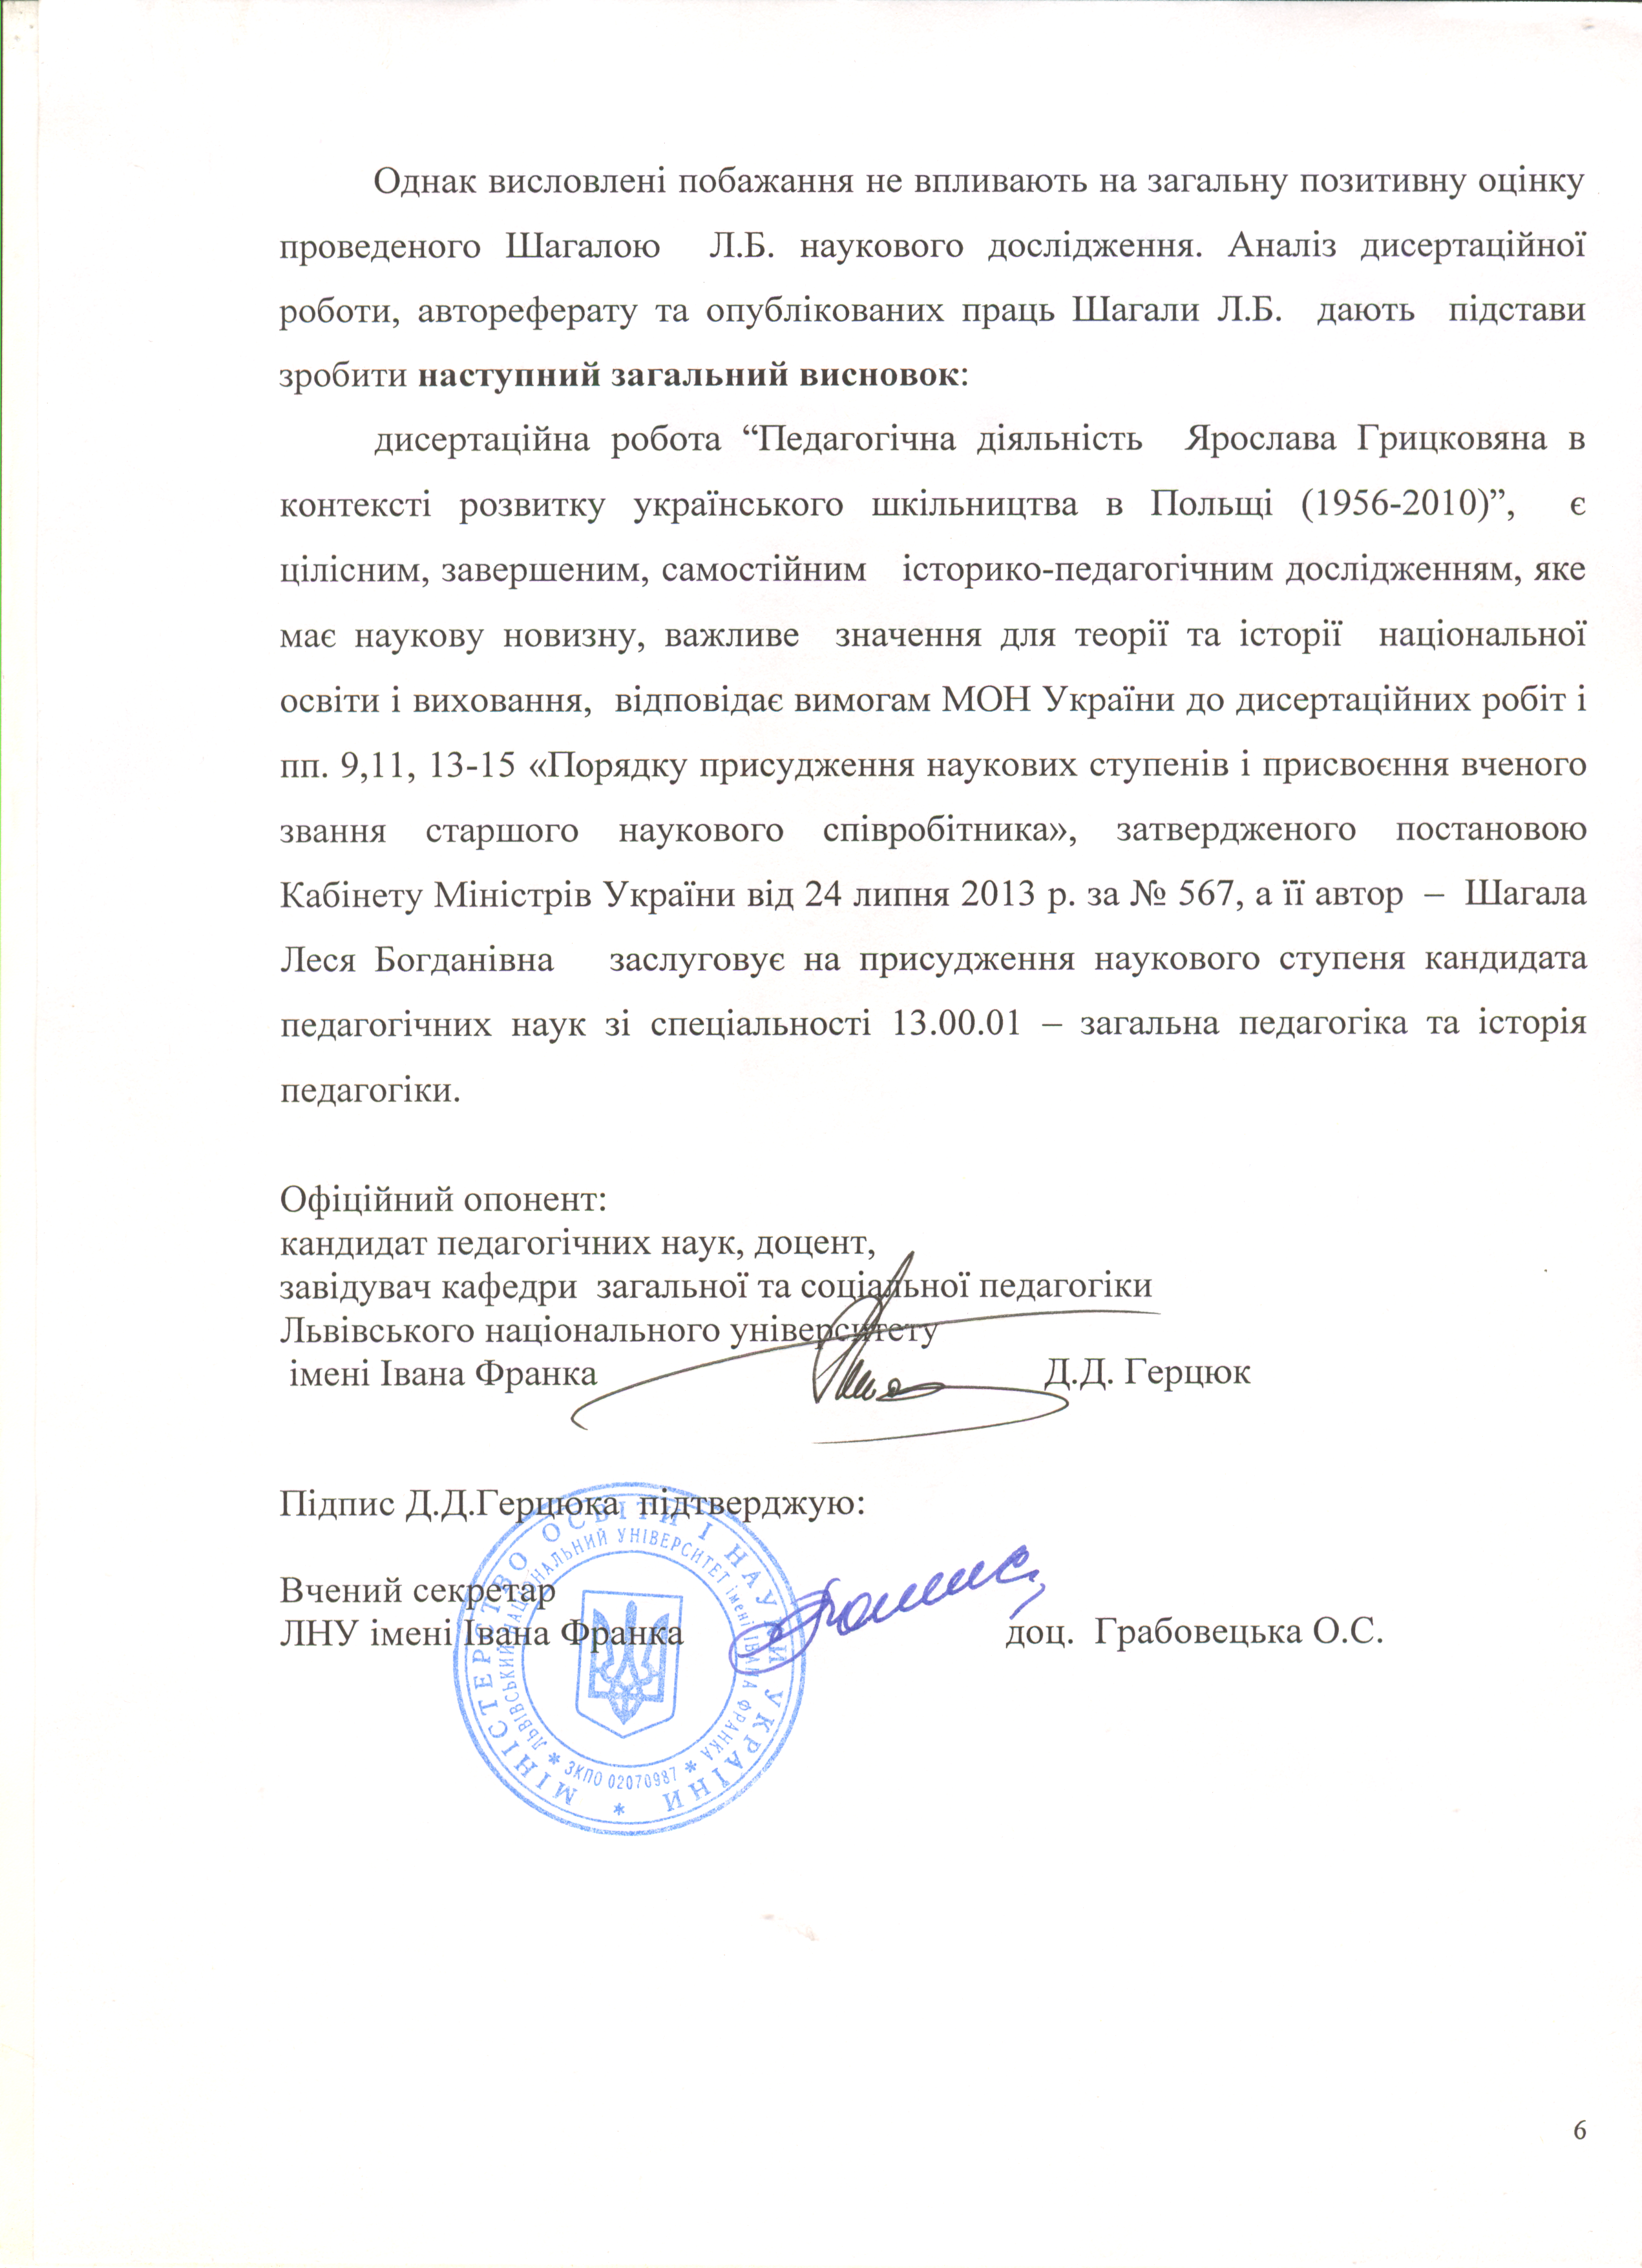 Однак висловлені побажання не впливають на загальну позитивну оцінку
проведеного Шагалою Л.Б. наукового дослідження. Аналіз дисертаційної
роботи, автореферату та опублікованих праць Шагали Л.Б. дають підстави
зробити наступний загальний висновок:
дисертаційна робота “Педагогічна діяльність Ярослава Грицковяна в
контексті розвитку українського шкільництва в Польщі (1956-2010)”, є
цілісним, завершеним, самостійним історико-педагогічним дослідженням, яке
має наукову новизну, важливе значення для теорії та історії національної
освіти і виховання, відповідає вимогам МОН України до дисертаційних робіт і
пп. 9,11, 13-15 «Порядку присудження наукових ступенів і присвоєння вченого
звання старшого наукового співробітника», затвердженого постановою
Кабінету Міністрів України від 24 липня 2013 р. за № 567, а її автор – Шагала
Леся Богданівна заслуговує на присудження наукового ступеня кандидата
педагогічних наук зі спеціальності 13.00.01 – загальна педагогіка та історія
педагогіки.
Офіційний опонент:
кандидат педагогічних наук, доцент,
завідувач кафедри загальної та соціальної педагогіки
Львівського національного університету
імені Івана Франка Д.Д. Герцюк
Підпис Д.Д.Герцюка підтверджую:
Вчений секретар
ЛНУ імені Івана Франка доц. Грабовецька О.С.
МІНІСТЕРСТВО ОСВІТИ І НАУКИ УКРАЇНИ *
ЛЬВІВСЬКИЙ НАЦІОНАЛЬНИЙ УНІВЕРСИТЕТ імені ІВАНА ФРАНКА
* ЗКПО 02070987 *
6